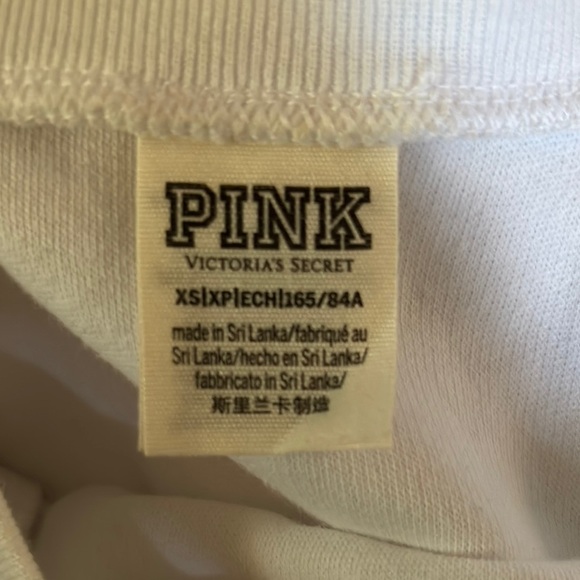 PINK
VICTORIA'S SECRET
XS|XP|ECH|165/84A
made in Sri Lanka/fabriqué au
Sri Lanka/hecho en Sri Lanka/
fabbricato in Sri Lanka/
斯里兰卡制造